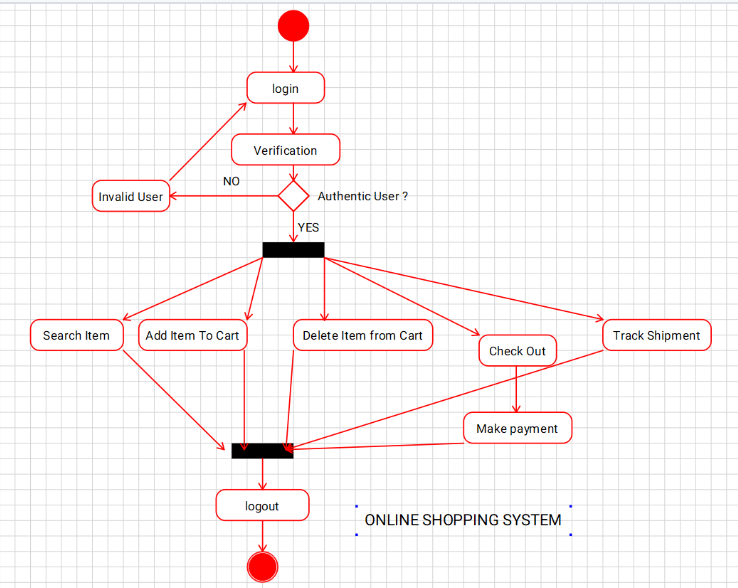 login
Verification
NO
Invalid User
Authentic User ?
YES
Search Item
Add Item To Cart
Delete Item from Cart
Check Out
Track Shipment
Make payment
logout
ONLINE SHOPPING SYSTEM